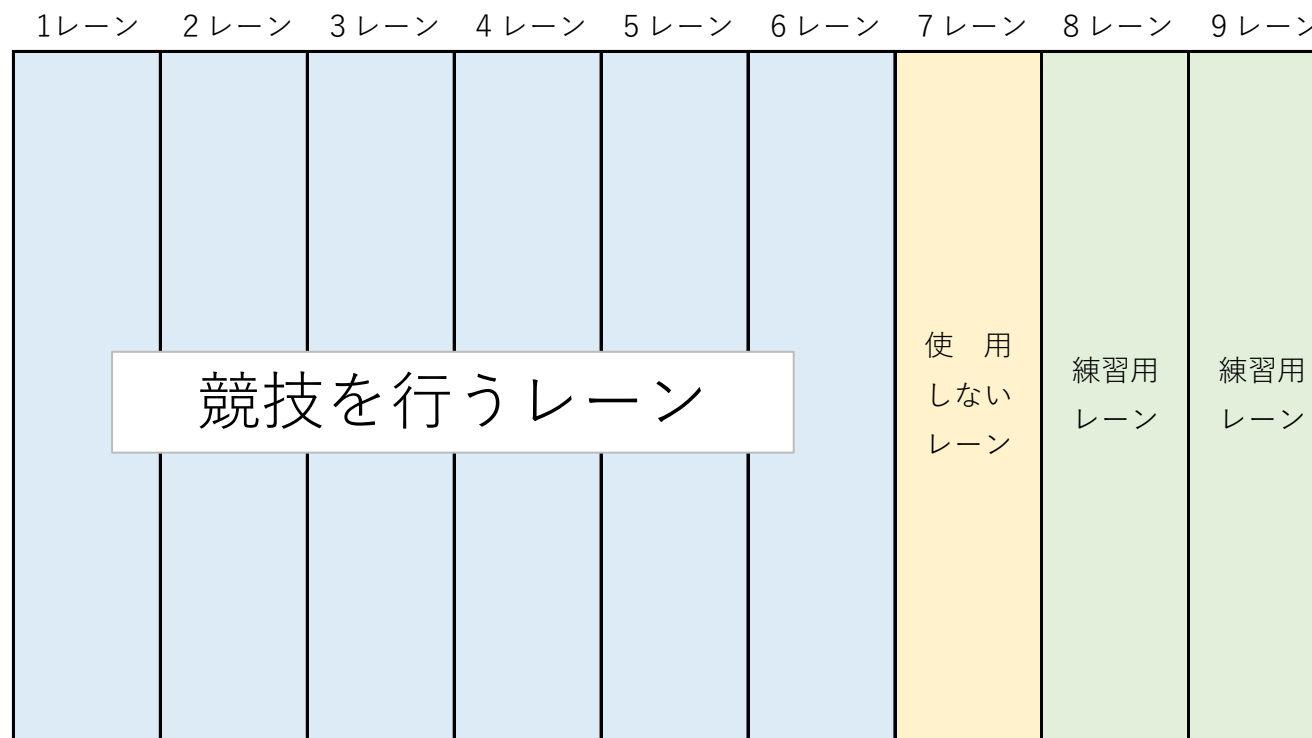 1レーン 2レーン 3レーン 4レーン 5レーン 6レーン 7レーン 8レーン 9レーン
競技を行うレーン
使　用
しない
レーン
練習用
レーン
練習用
レーン